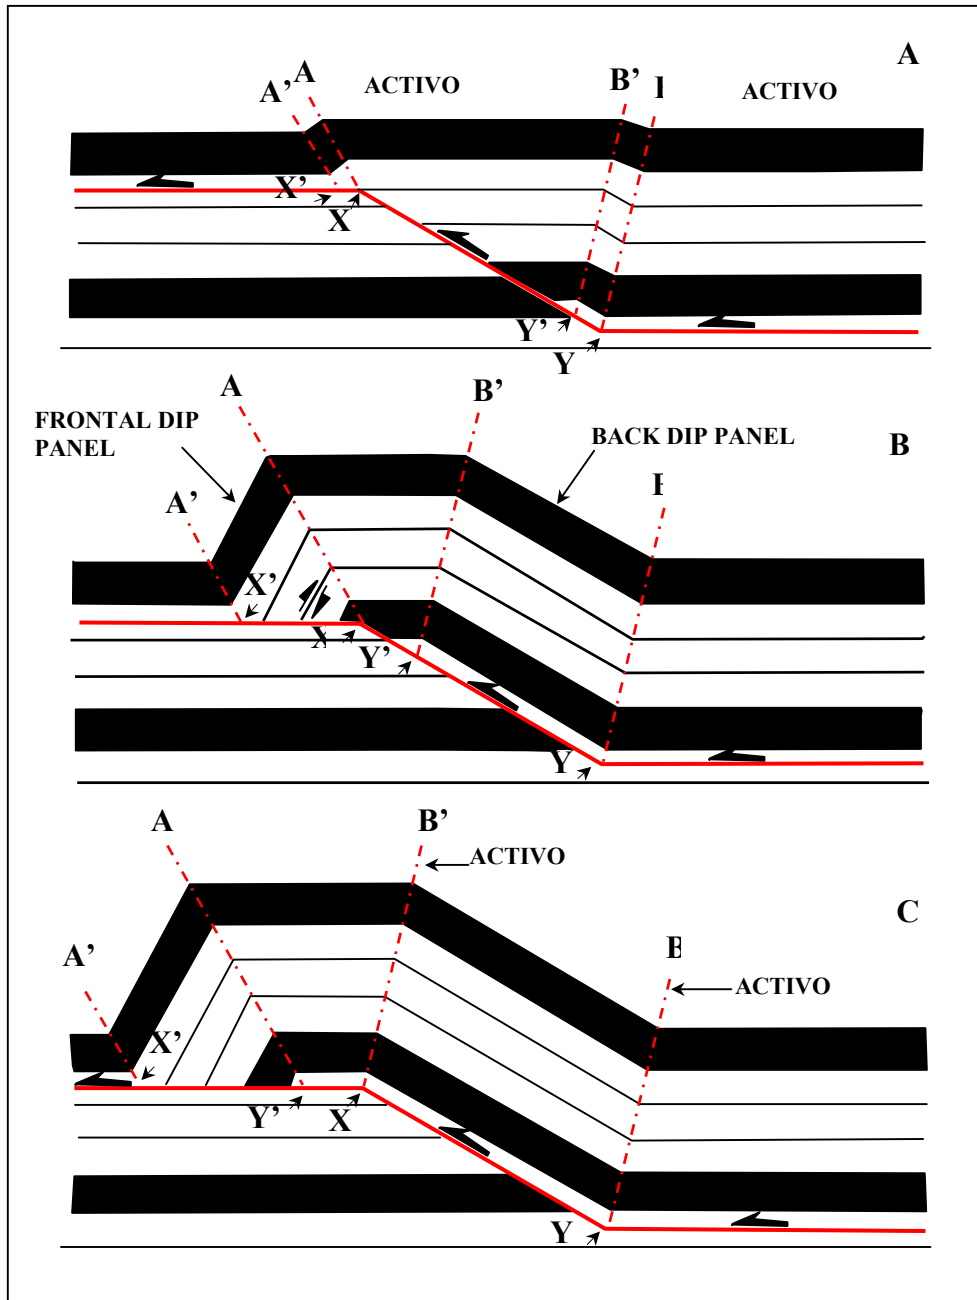 A
A
ACTIVO
B’
ACTIVO
A’
X’
X
Y’
Y
A
B’
FRONTAL DIP
PANEL
BACK DIP PANEL
B
A’
X’
X
Y’
Y
A
B’
ACTIVO
C
A’
B
ACTIVO
X’
Y’
X
Y